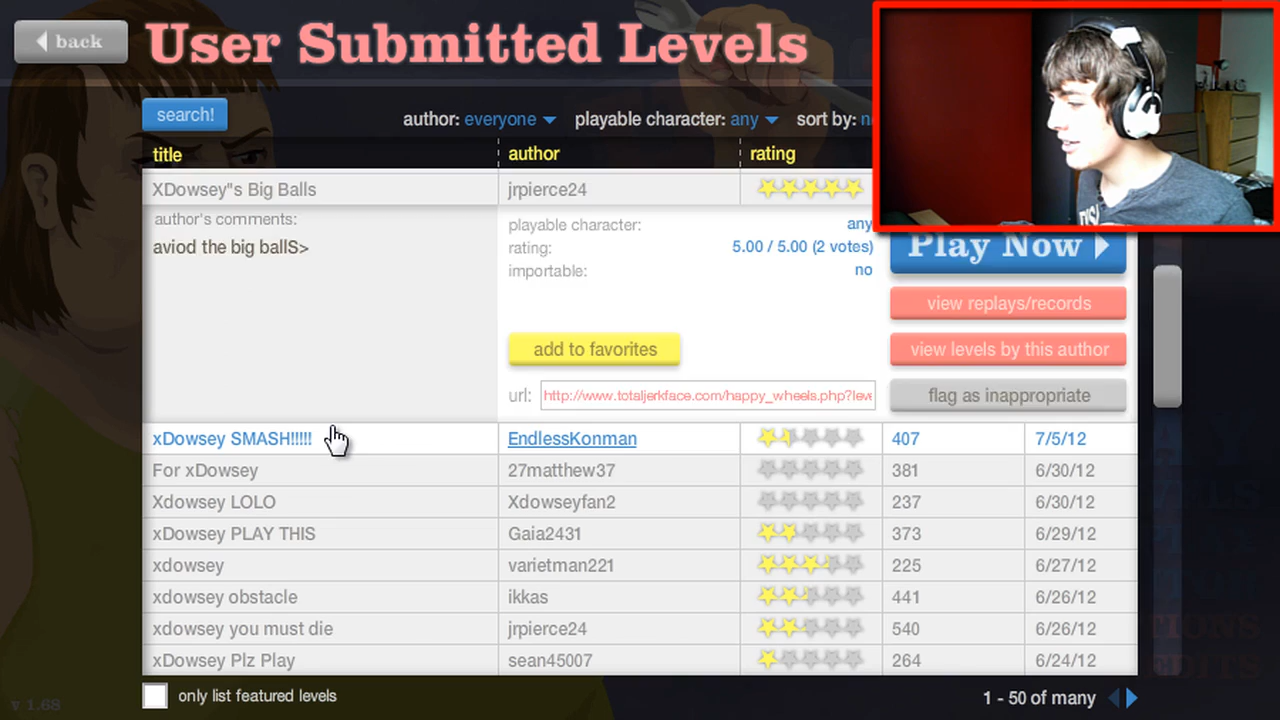 back
User Submitted Levels
search!
author: everyone
playable character: any
sort by: n
title
author
rating
XDowsey"s Big Balls
jrpierce24
author's comments:
aviod the big ballS>
playable character:
any
rating:
5.00 / 5.00 (2 votes)
importable:
no
add to favorites
url:
http://www.totaljerkface.com/happy_wheels.php?leve
Play Now
view replays/records
view levels by this author
flag as inappropriate
xDowsey SMASH!!!!! EndlessKonman 407 7/5/12
For xDowsey 27matthew37 381 6/30/12
Xdowsey LOLO Xdowseyfan2 237 6/30/12
xDowsey PLAY THIS Gaia2431 373 6/29/12
xdowsey varietman221 225 6/27/12
xdowsey obstacle ikkas 441 6/26/12
xdowsey you must die jrpierce24 540 6/26/12
xDowsey Plz Play sean45007 264 6/24/12
only list featured levels
1 - 50 of many
v 1.68